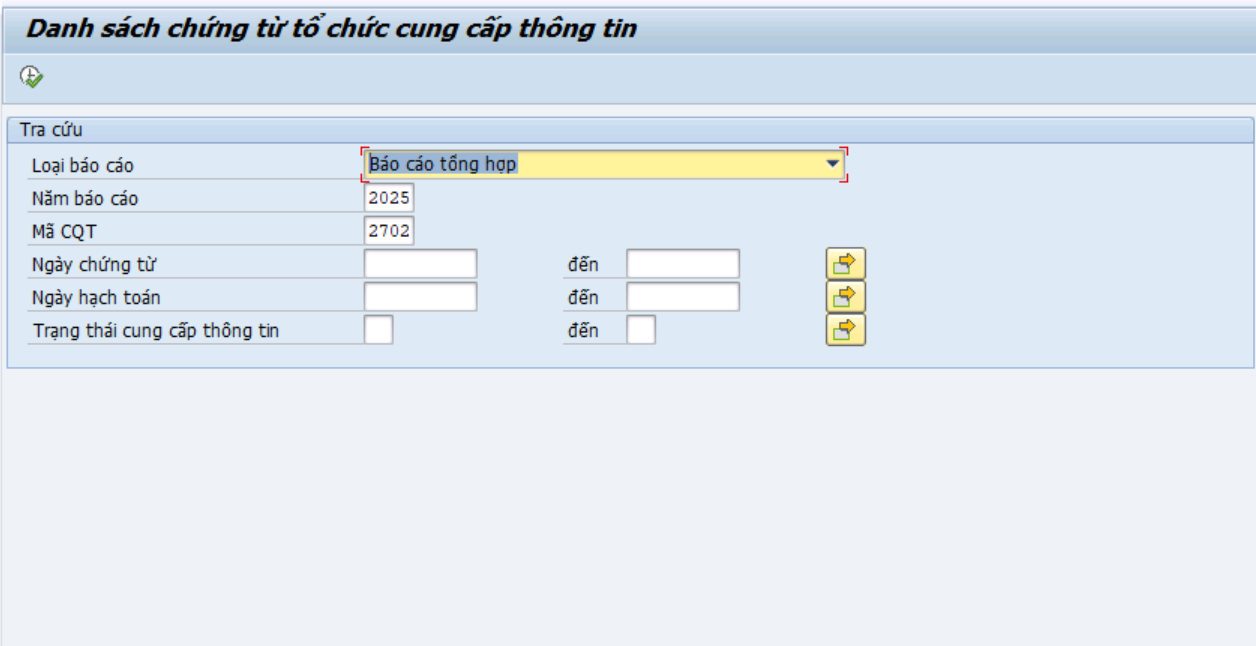 Danh sách chứng từ tổ chức cung cấp thông tin
Tra cứu
Loại báo cáo Báo cáo tổng hợp
Năm báo cáo 2025
Mã CQT 2702
Ngày chứng từ đến
Ngày hạch toán đến
Trạng thái cung cấp thông tin đến